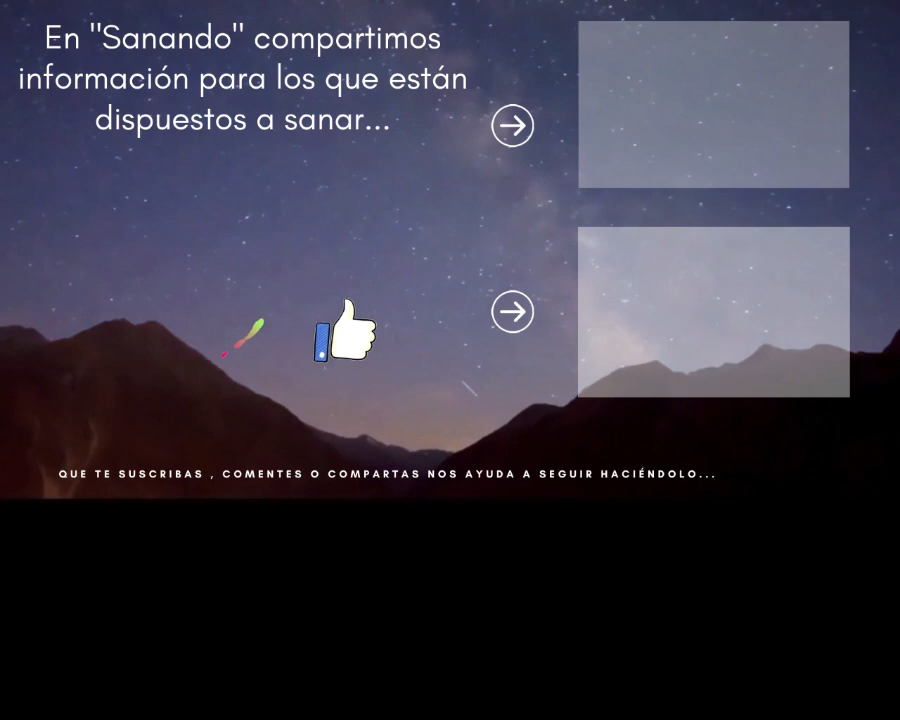 En "Sanando" compartimos
información para los que están
dispuestos a sanar...
QUE TE SUSCRIBAS , COMENTES O COMPARTAS NOS AYUDA A SEGUIR HACIÉNDOLO...